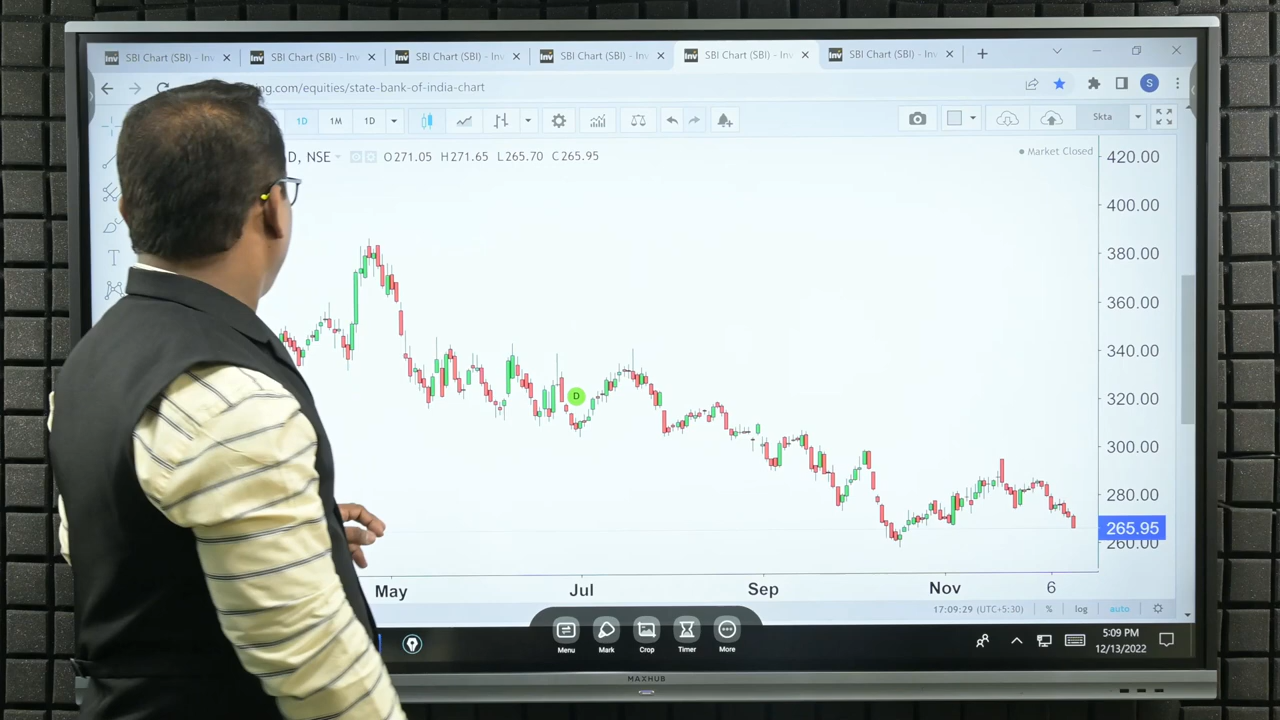 SBI Chart (SBI) - Inv SBI Chart (SBI) - Inv SBI Chart (SBI) - Inv SBI Chart (SBI) - Inv SBI Chart (SBI) - Inv SBI Chart (SBI) - Inv
ng.com/equities/state-bank-of-india-chart
S
1D 1M 1D
Skta
D, NSE O271.05 H271.65 L265.70 C265.95
Market Closed
420.00
400.00
380.00
360.00
340.00
320.00
300.00
280.00
265.95
260.00
T
D
May Jul Sep Nov 6
17:09:29 (UTC+5:30) % log auto
Menu Mark Crop Timer More
5:09 PM
12/13/2022
MAXHUB